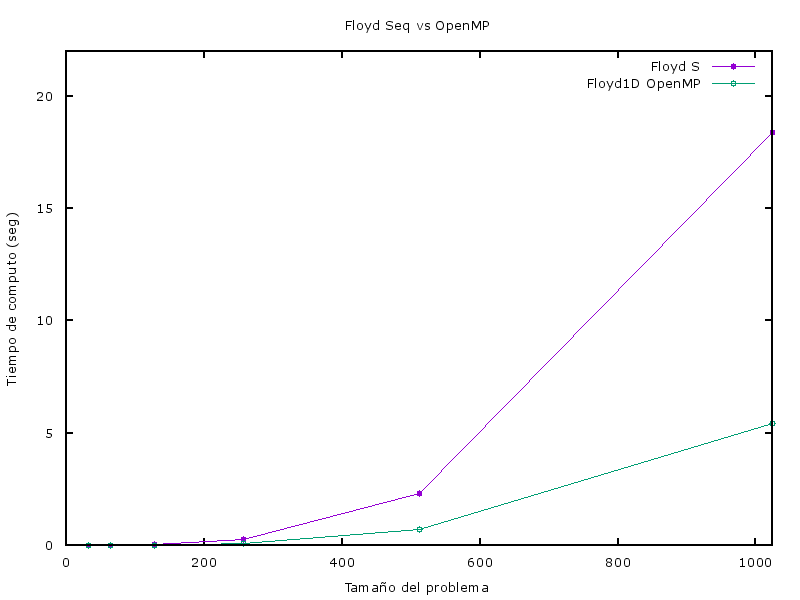 Floyd Seq vs OpenMP
Floyd S
Floyd1D OpenMP
20
15
10
5
0
Tiempo de computo (seg)
0 200 400 600 800 1000
Tamaño del problema